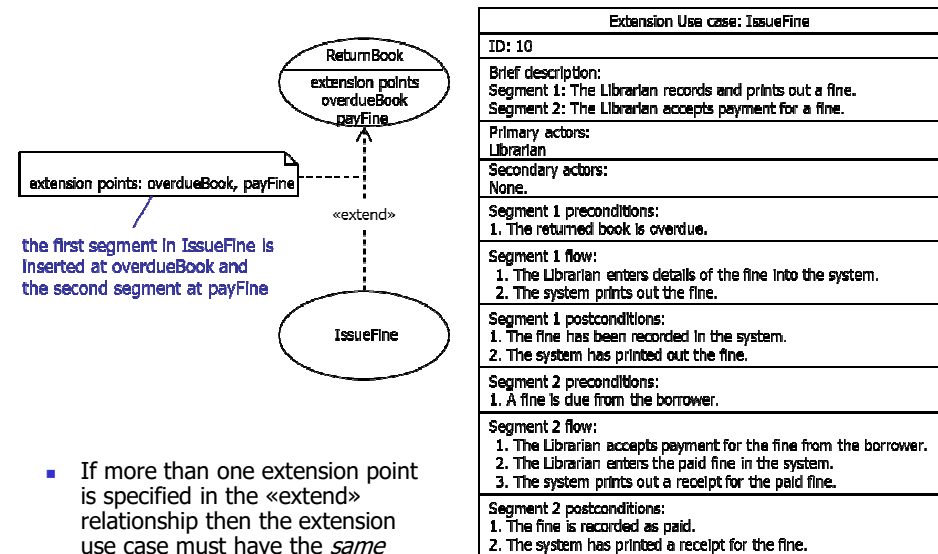 ReturnBook
extension points
overdueBook
payFine
extension points: overdueBook, payFine
«extend»
the first segment in IssueFine is
inserted at overdueBook and
the second segment at payFine
IssueFine
If more than one extension point
is specified in the «extend»
relationship then the extension
use case must have the same
Extension Use case: IssueFine
ID: 10
Brief description:
Segment 1: The Librarian records and prints out a fine.
Segment 2: The Librarian accepts payment for a fine.
Primary actors:
Librarian
Secondary actors:
None.
Segment 1 preconditions:
1. The returned book is overdue.
Segment 1 flow:
1. The Librarian enters details of the fine into the system.
2. The system prints out the fine.
Segment 1 postconditions:
1. The fine has been recorded in the system.
2. The system has printed out the fine.
Segment 2 preconditions:
1. A fine is due from the borrower.
Segment 2 flow:
1. The Librarian accepts payment for the fine from the borrower.
2. The Librarian enters the paid fine in the system.
3. The system prints out a receipt for the paid fine.
Segment 2 postconditions:
1. The fine is recorded as paid.
2. The system has printed a receipt for the fine.